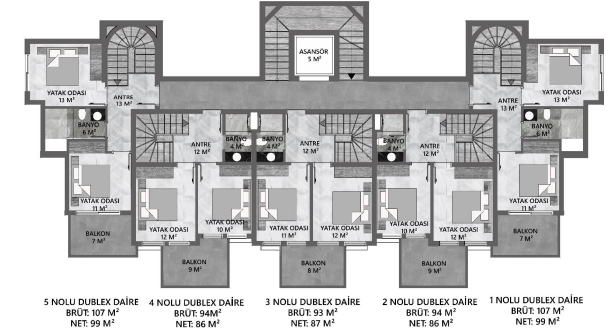 ASANSÖR
5 M²
YATAK ODASI
13 M²
ANTRE
13 M²
BANYO
6 M²
YATAK ODASI
11 M²
BALKON
7 M²
ANTRE
12 M²
BANYO
4 M²
YATAK ODASI
12 M²
YATAK ODASI
10 M²
BALKON
9 M²
BANYO
4 M²
ANTRE
12 M²
YATAK ODASI
11 M²
YATAK ODASI
12 M²
BALKON
8 M²
BANYO
4 M²
ANTRE
12 M²
YATAK ODASI
10 M²
YATAK ODASI
12 M²
BALKON
9 M²
ANTRE
13 M²
YATAK ODASI
13 M²
BANYO
6 M²
YATAK ODASI
11 M²
BALKON
7 M²
5 NOLU DUBLEX DAİRE
BRÜT: 107 M²
NET: 99 M²
4 NOLU DUBLEX DAİRE
BRÜT: 94M²
NET: 86 M²
3 NOLU DUBLEX DAİRE
BRÜT: 93 M²
NET: 87 M²
2 NOLU DUBLEX DAİRE
BRÜT: 94 M²
NET: 86 M²
1 NOLU DUBLEX DAİRE
BRÜT: 107 M²
NET: 99 M²